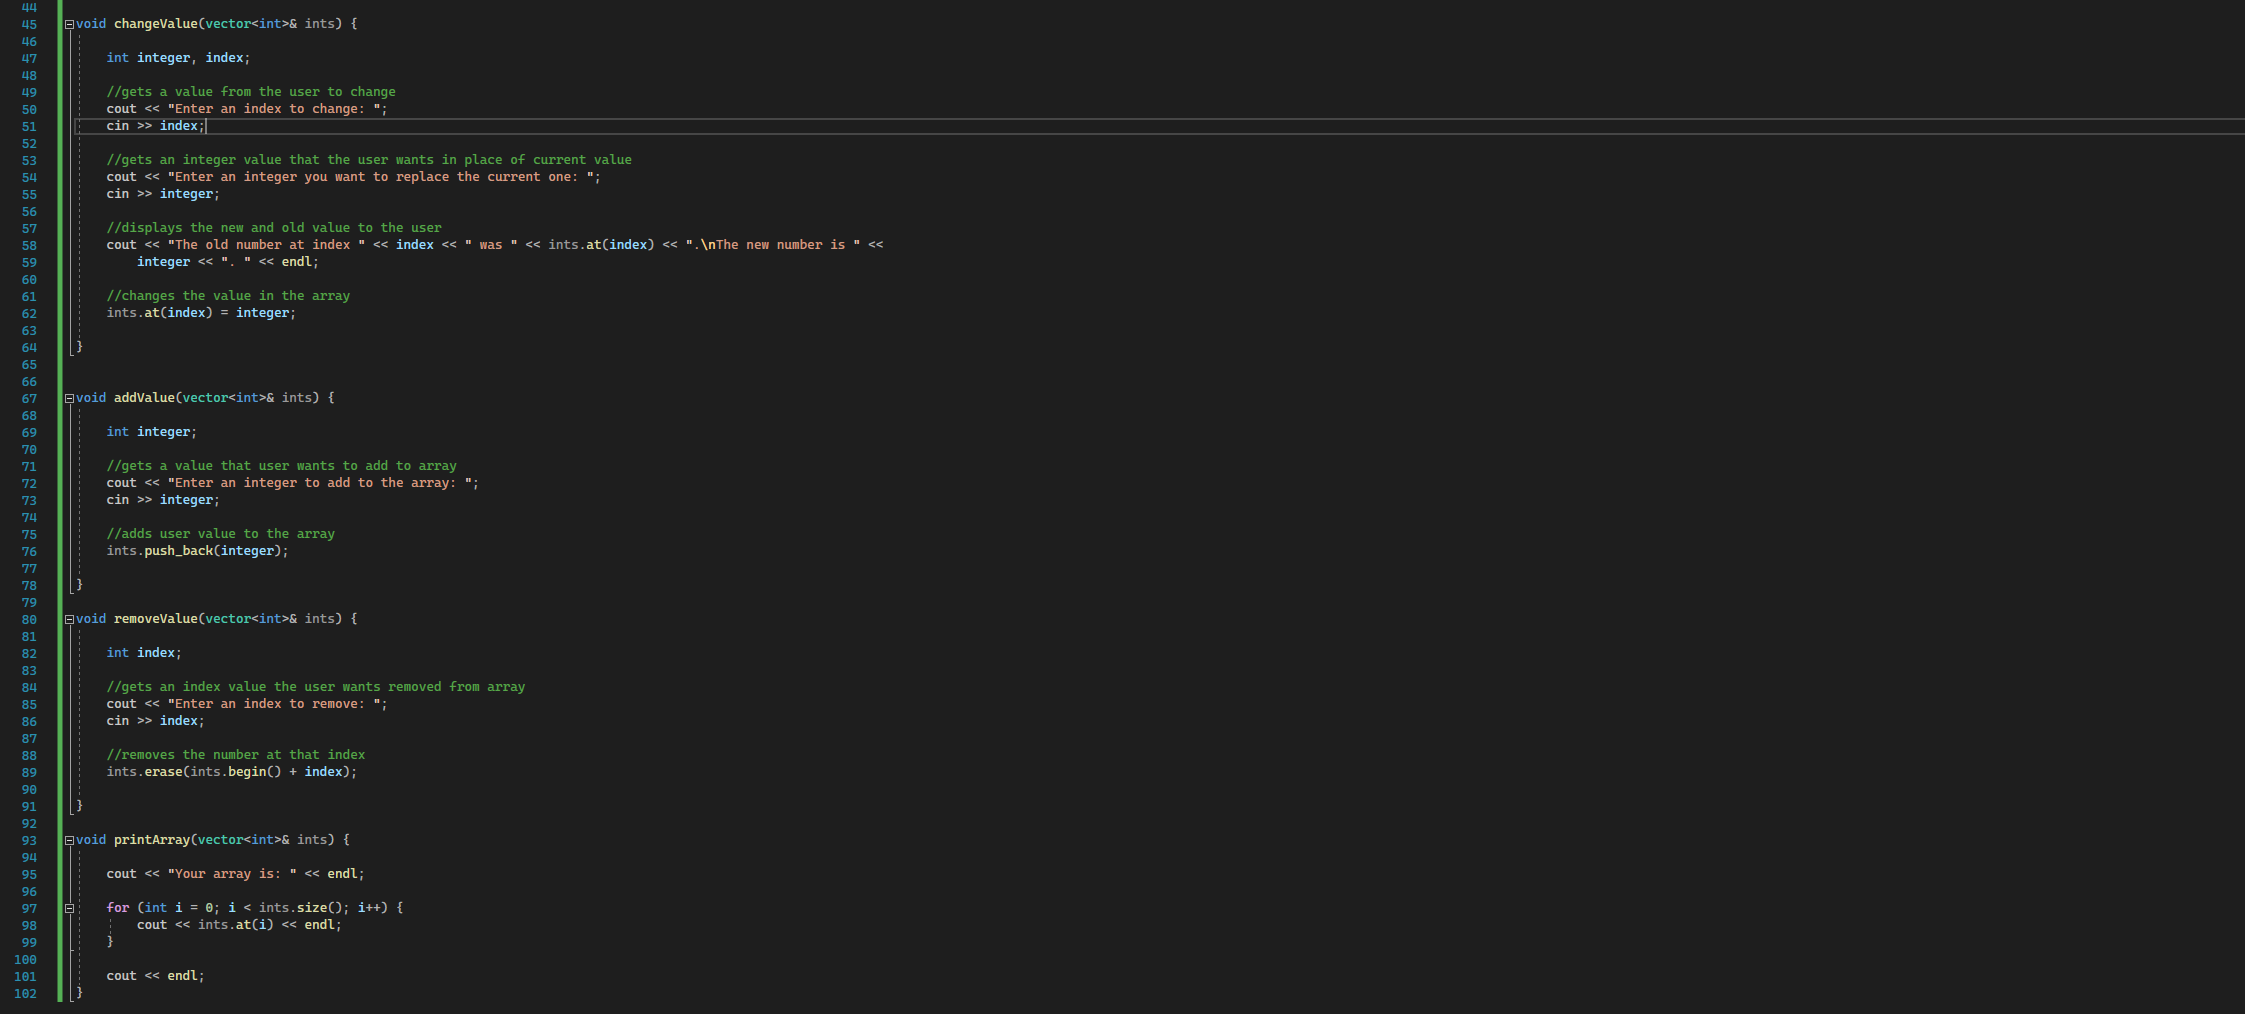 44
45 void changeValue(vector<int>& ints) {
46
47     int integer, index;
48
49     //gets a value from the user to change
50     cout << "Enter an index to change: ";
51     cin >> index;
52
53     //gets an integer value that the user wants in place of current value
54     cout << "Enter an integer you want to replace the current one: ";
55     cin >> integer;
56
57     //displays the new and old value to the user
58     cout << "The old number at index " << index << " was " << ints.at(index) << ".\nThe new number is " <<
59         integer << ". " << endl;
60
61     //changes the value in the array
62     ints.at(index) = integer;
63
64 }
65
66
67 void addValue(vector<int>& ints) {
68
69     int integer;
70
71     //gets a value that user wants to add to array
72     cout << "Enter an integer to add to the array: ";
73     cin >> integer;
74
75     //adds user value to the array
76     ints.push_back(integer);
77
78 }
79
80 void removeValue(vector<int>& ints) {
81
82     int index;
83
84     //gets an index value the user wants removed from array
85     cout << "Enter an index to remove: ";
86     cin >> index;
87
88     //removes the number at that index
89     ints.erase(ints.begin() + index);
90
91 }
92
93 void printArray(vector<int>& ints) {
94
95     cout << "Your array is: " << endl;
96
97     for (int i = 0; i < ints.size(); i++) {
98         cout << ints.at(i) << endl;
99     }
100
101     cout << endl;
102 }